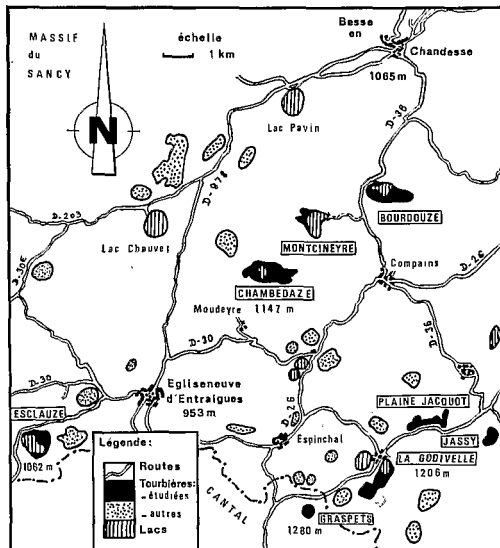 MASSIF
du
SANCY
N
échelle
1 km
Besse
en
Chandesse
1065 m
Lac Pavin
D-36
D-978
D-203
Lac Chauvet
D-30E
BOURDOUZE
MONTCINEYRE
CHAMBEDAZE
1147 m
Compains
D-26
Moudeyre
D-30
D-36
D-30
Egliseneuve
d'Entraigues
953 m
D-26
ESCLAUZE
1062 m
Espinchal
PLAINE JACQUOT
JASSY
LA GODIVELLE
1206 m
CANTAL
GRASPETS
1280 m
Légende:
Routes
Tourbières:
- étudiées
- autres
Lacs